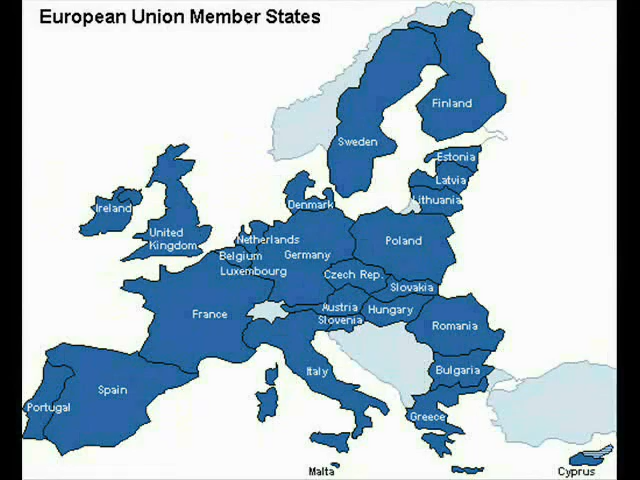 European Union Member States
Finland
Sweden
Estonia
Latvia
Lithuania
Denmark
Ireland
United
Kingdom
Netherlands
Belgium
Germany
Poland
Luxembourg
Czech Rep.
Slovakia
France
Austria
Hungary
Slovenia
Romania
Italy
Bulgaria
Spain
Portugal
Greece
Malta
Cyprus